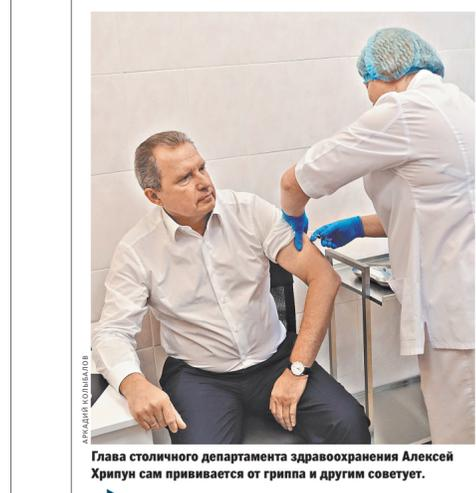 АРКАДИЙ КОЛЫБАЛОВ
Глава столичного департамента здравоохранения Алексей
Хрипун сам прививается от гриппа и другим советует.